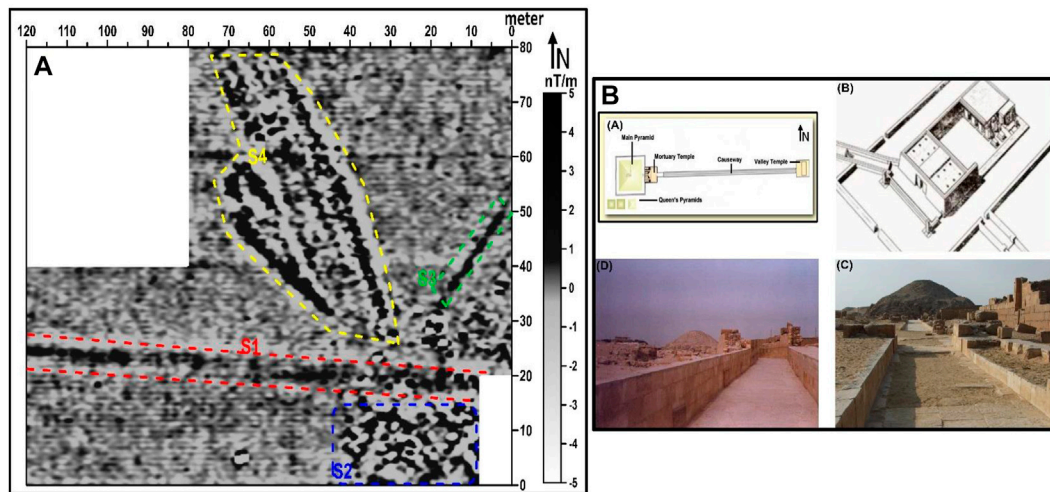 meter
120 100 90 80 70 60 50 40 30 20 10 0
A
N
nT/m
80
70
60
50
40
30
20
10
0
5
4
3
2
1
0
-1
-2
-3
-4
-5
S4
S3
S1
S2
B
(A)
Main Pyramid
Mortuary Temple
Causeway
Valley Temple
N
Queen's Pyramids
(B)
(D)
(C)